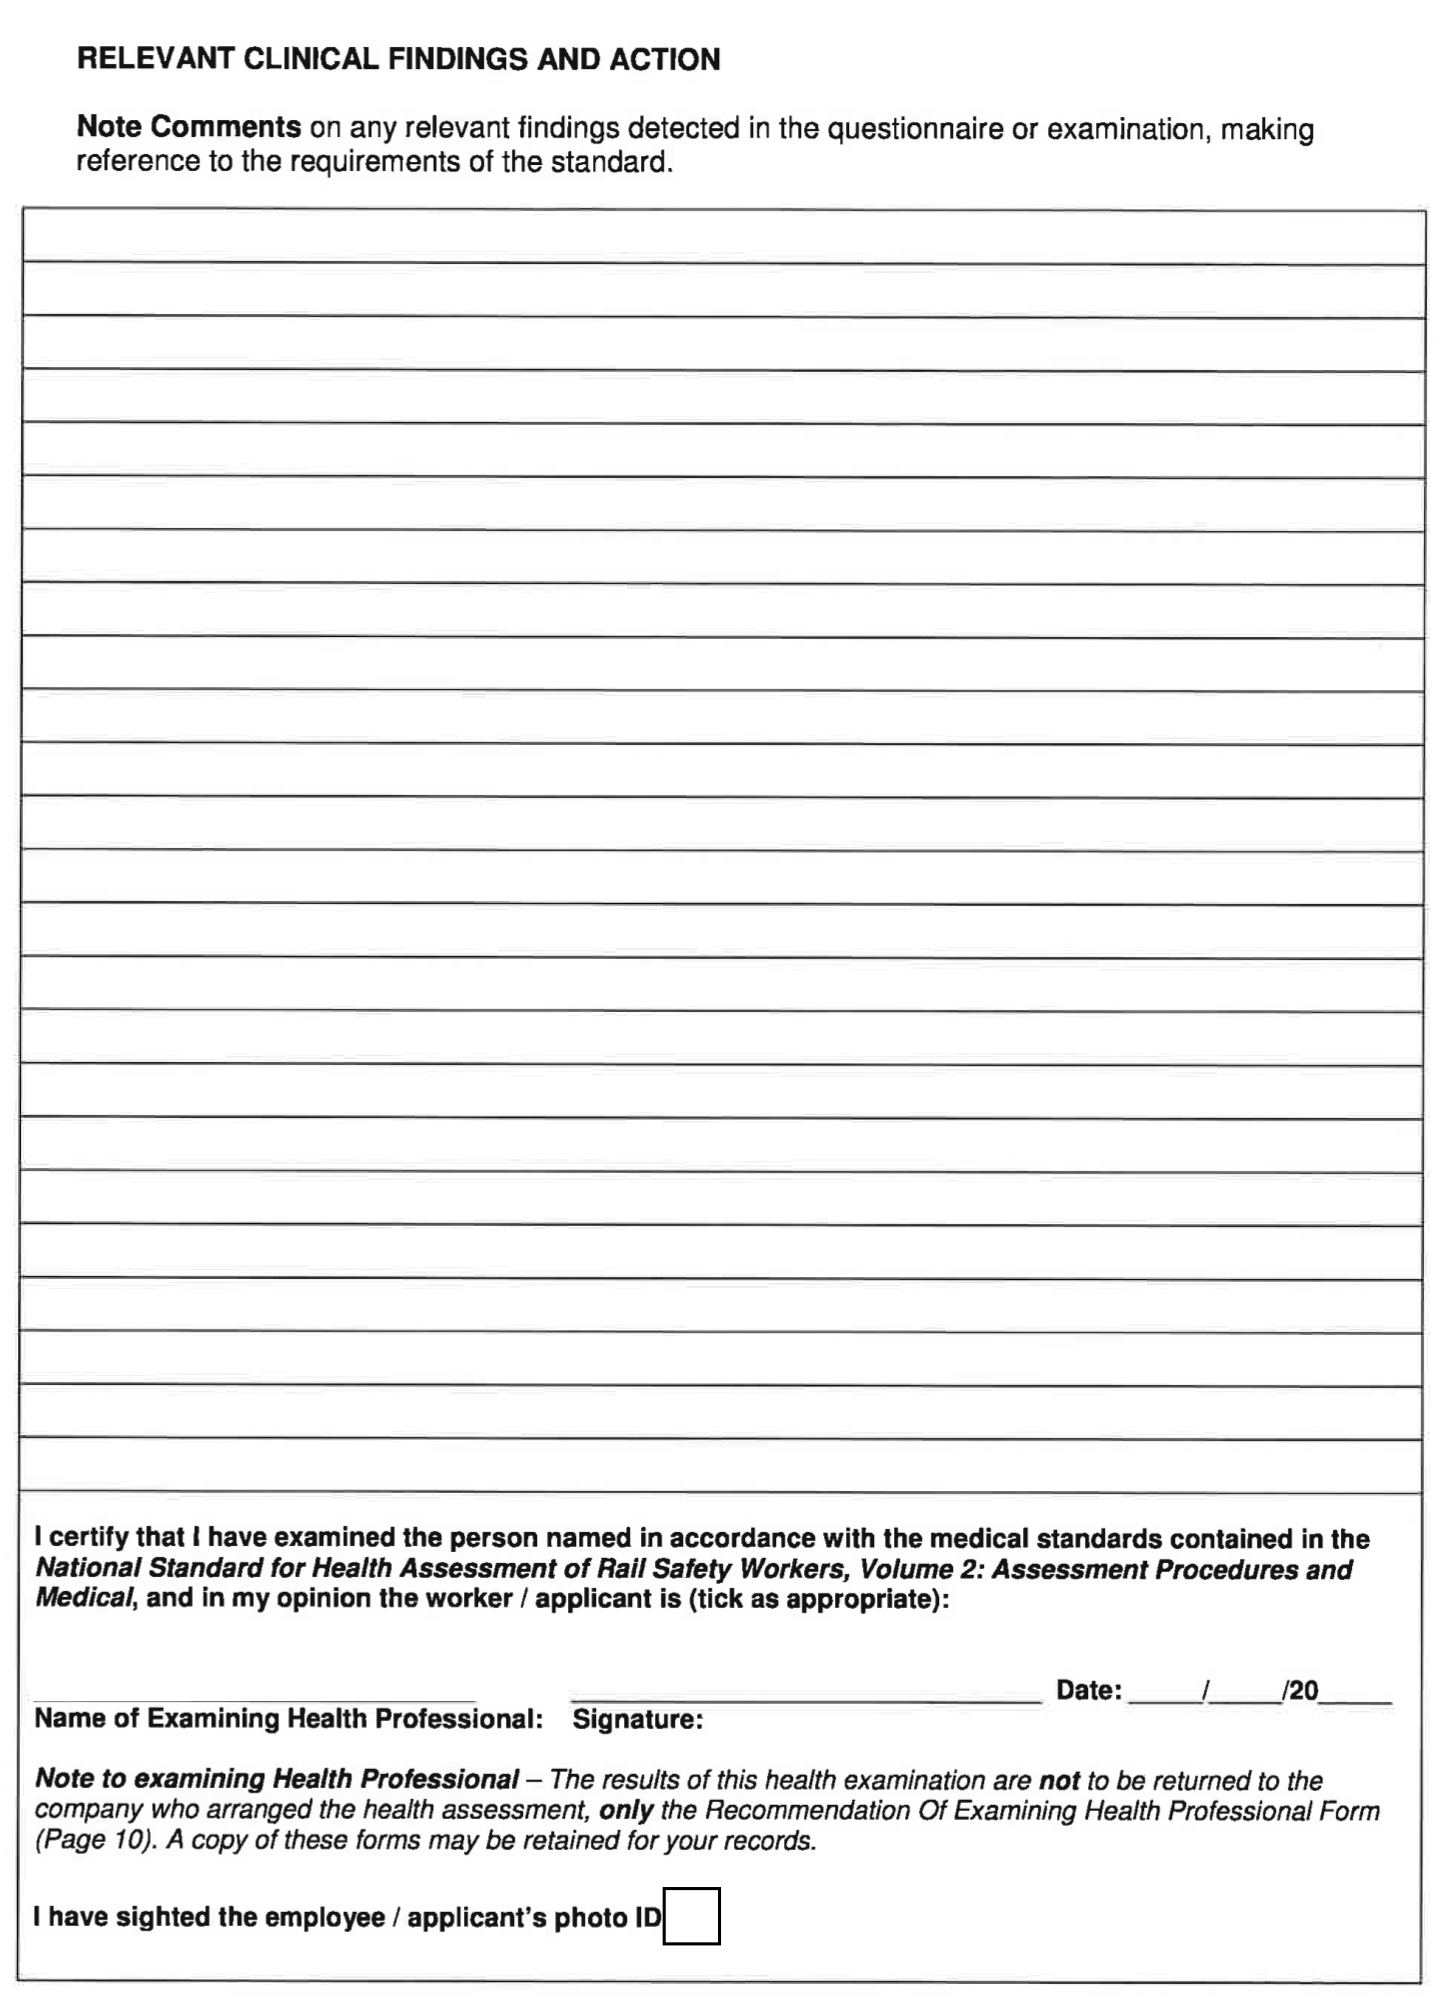 RELEVANT CLINICAL FINDINGS AND ACTION
Note Comments on any relevant findings detected in the questionnaire or examination, making
reference to the requirements of the standard.
I certify that I have examined the person named in accordance with the medical standards contained in the
National Standard for Health Assessment of Rail Safety Workers, Volume 2: Assessment Procedures and
Medical, and in my opinion the worker / applicant is (tick as appropriate):
Date: _____/_____/20_____
Name of Examining Health Professional: Signature:
Note to examining Health Professional – The results of this health examination are not to be returned to the
company who arranged the health assessment, only the Recommendation Of Examining Health Professional Form
(Page 10). A copy of these forms may be retained for your records.
I have sighted the employee / applicant's photo ID